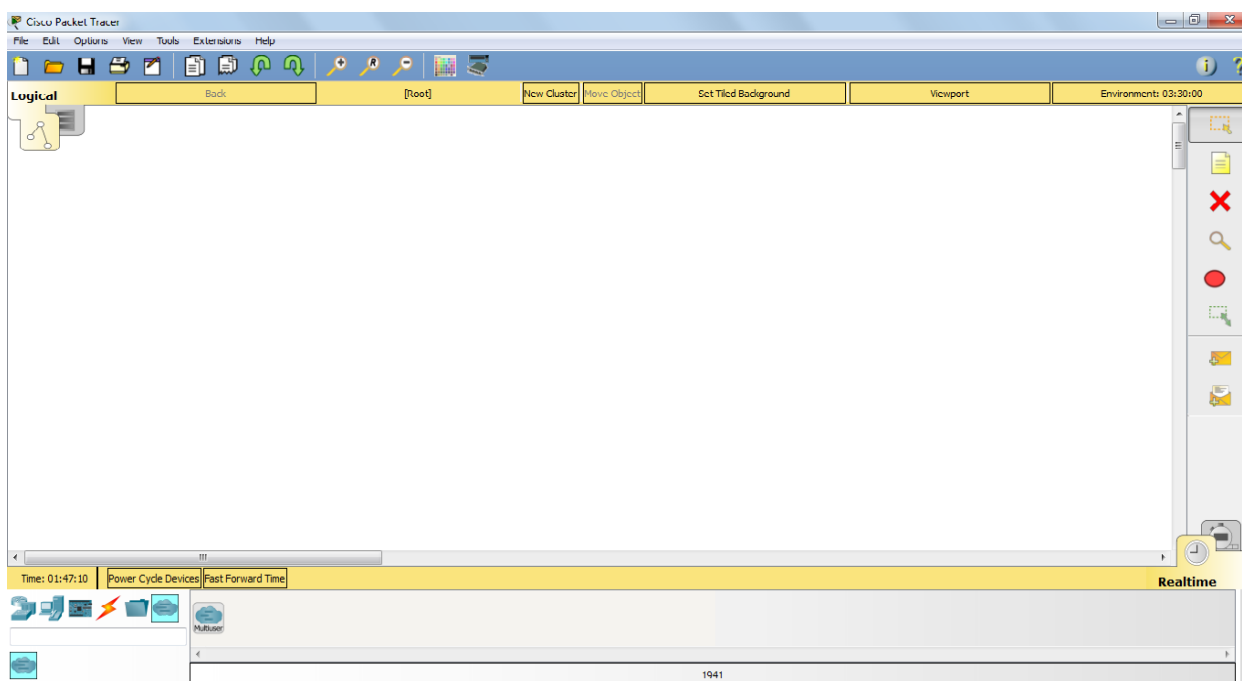 Cisco Packet Tracer
File Edit Options View Tools Extensions Help
Logical Back [Root] New Cluster Move Object Set Tiled Background Viewport Environment: 03:30:00
Time: 01:47:10 Power Cycle Devices Fast Forward Time Realtime
Multiuser
1941